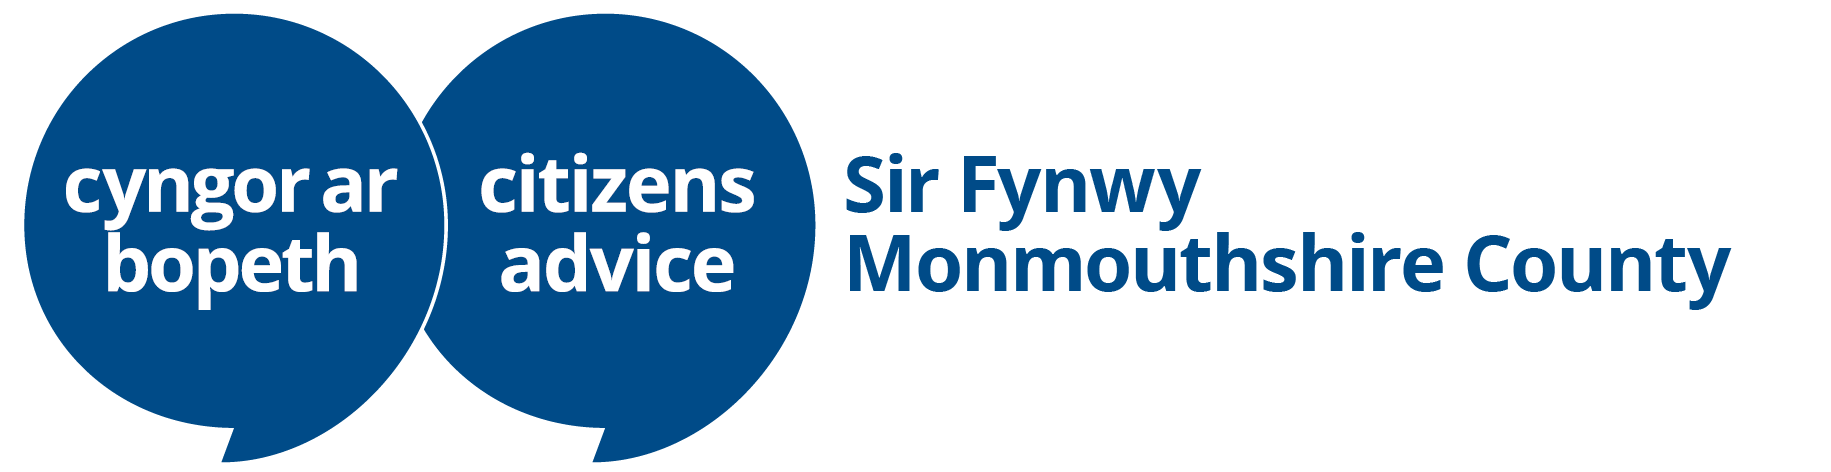 cyngor ar
bopeth
citizens
advice
Sir Fynwy
Monmouthshire County